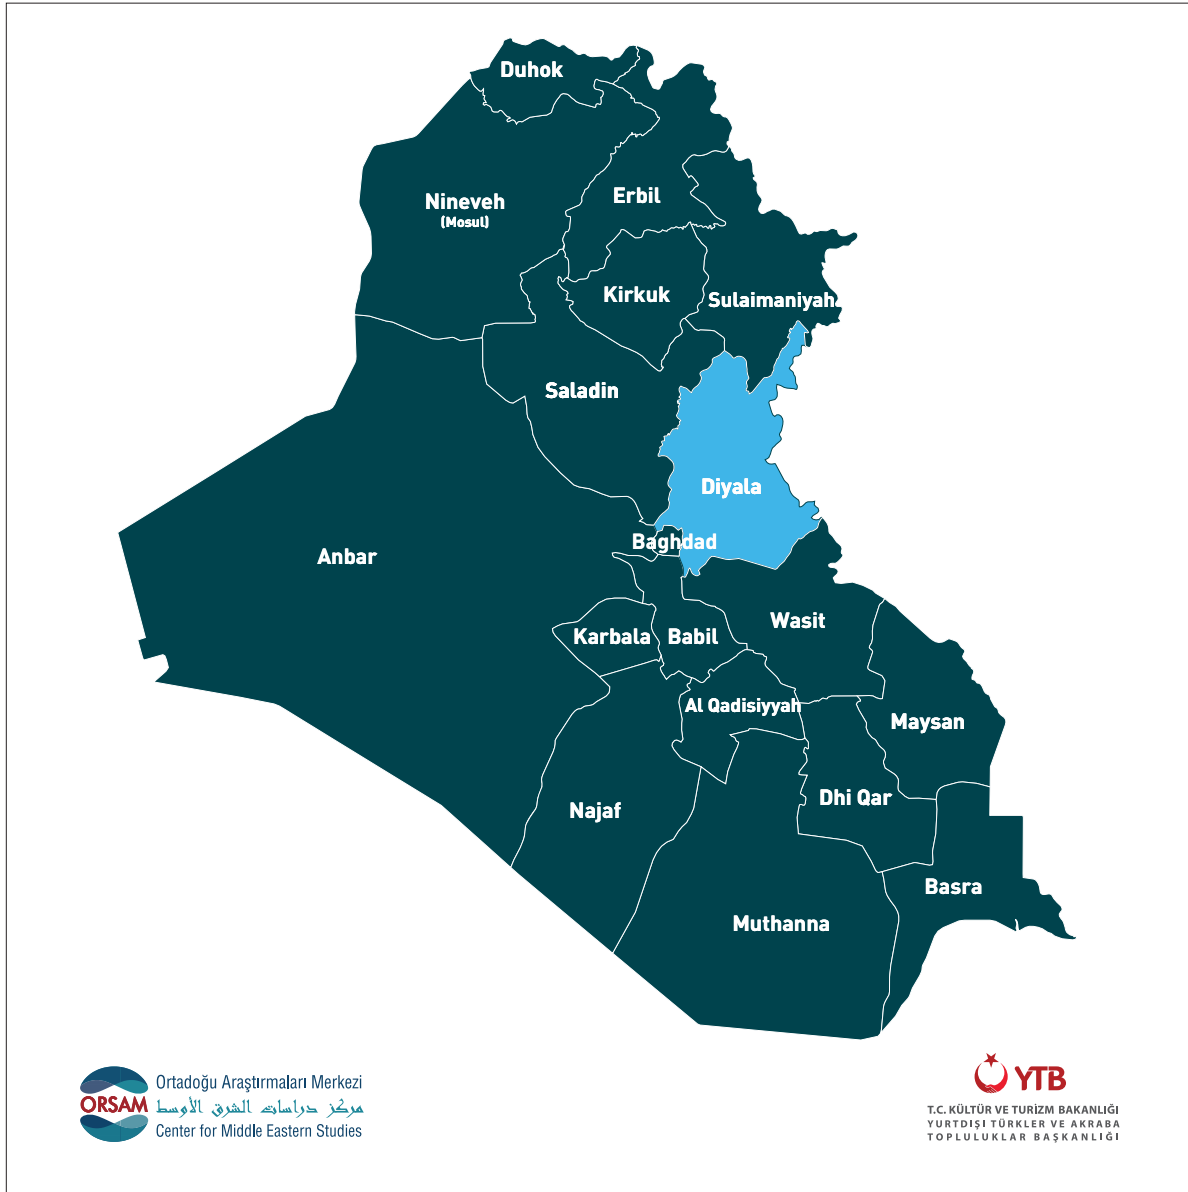 Duhok
Nineveh
(Mosul)
Erbil
Kirkuk
Sulaimaniyah
Saladin
Diyala
Baghdad
Anbar
Wasit
Karbala
Babil
Al Qadisiyyah
Maysan
Dhi Qar
Najaf
Basra
Muthanna
ORSAM
Ortadoğu Araştırmaları Merkezi
مركز دراسات الشرق الأوسط
Center for Middle Eastern Studies
YTB
T.C. KÜLTÜR VE TURİZM BAKANLIĞI
YURTDIŞI TÜRKLER VE AKRABA
TOPLULUKLAR BAŞKANLIĞI